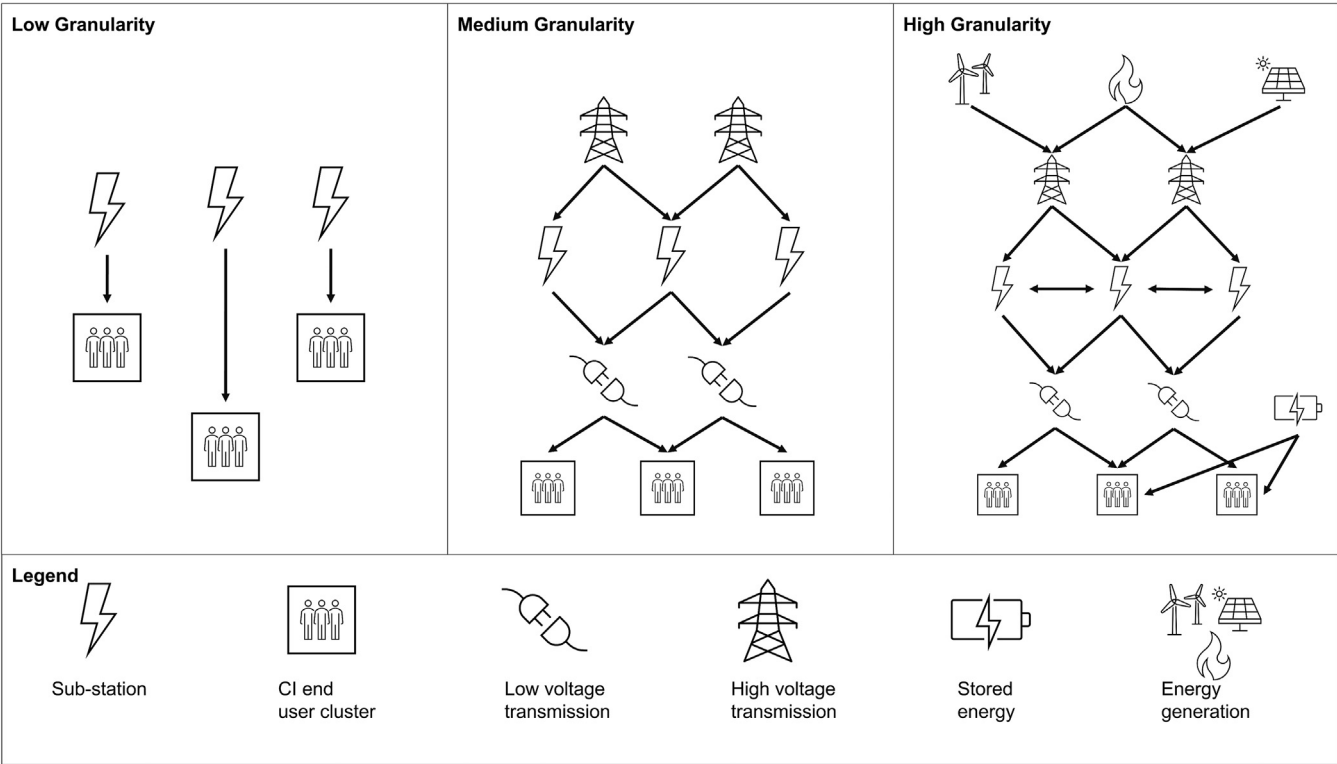 Low Granularity
Medium Granularity
High Granularity
Legend
Sub-station
CI end
user cluster
Low voltage
transmission
High voltage
transmission
Stored
energy
Energy
generation